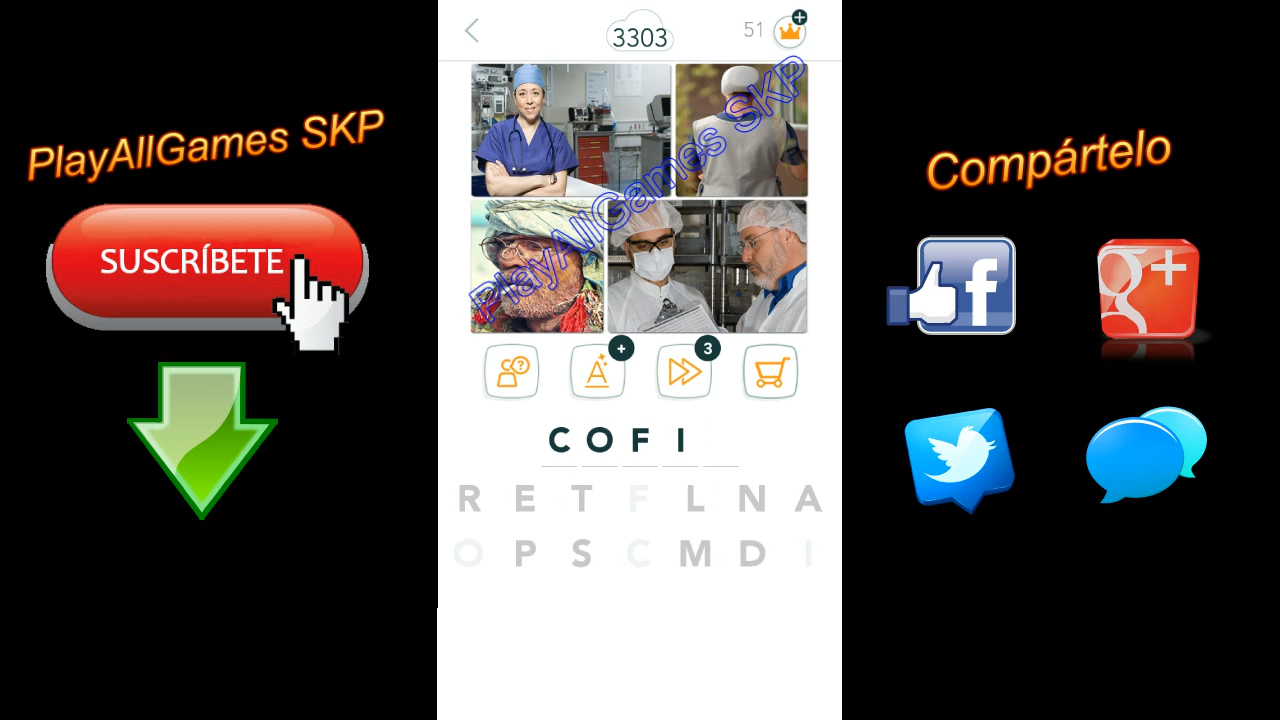 3303
51
PlayAllGames SKP
SUSCRÍBETE
PlayAllGames SKP
Compártelo
f
g+
3
C O F I
R E T F L N A
O P S C M D I